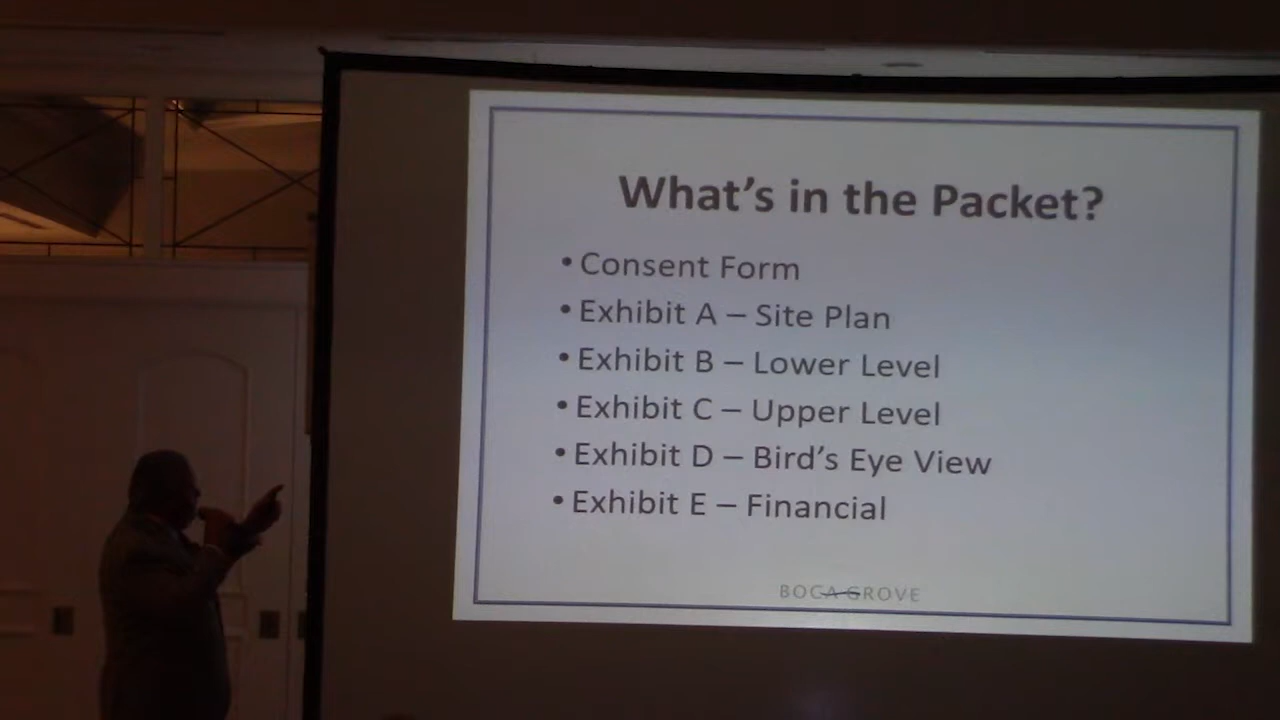 What's in the Packet?
• Consent Form
• Exhibit A – Site Plan
• Exhibit B – Lower Level
• Exhibit C – Upper Level
• Exhibit D – Bird's Eye View
• Exhibit E – Financial
BOCA GROVE